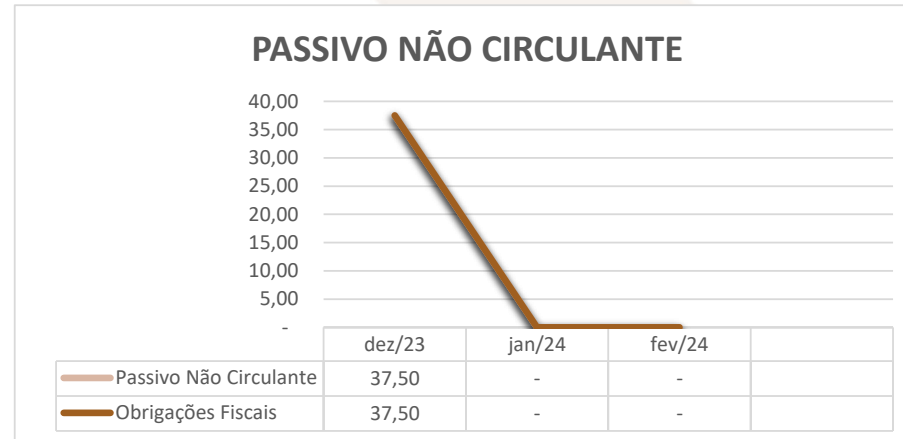 PASSIVO NÃO CIRCULANTE
40,00
35,00
30,00
25,00
20,00
15,00
10,00
5,00
-
dez/23 jan/24 fev/24
Passivo Não Circulante 37,50 - -
Obrigações Fiscais 37,50 - -